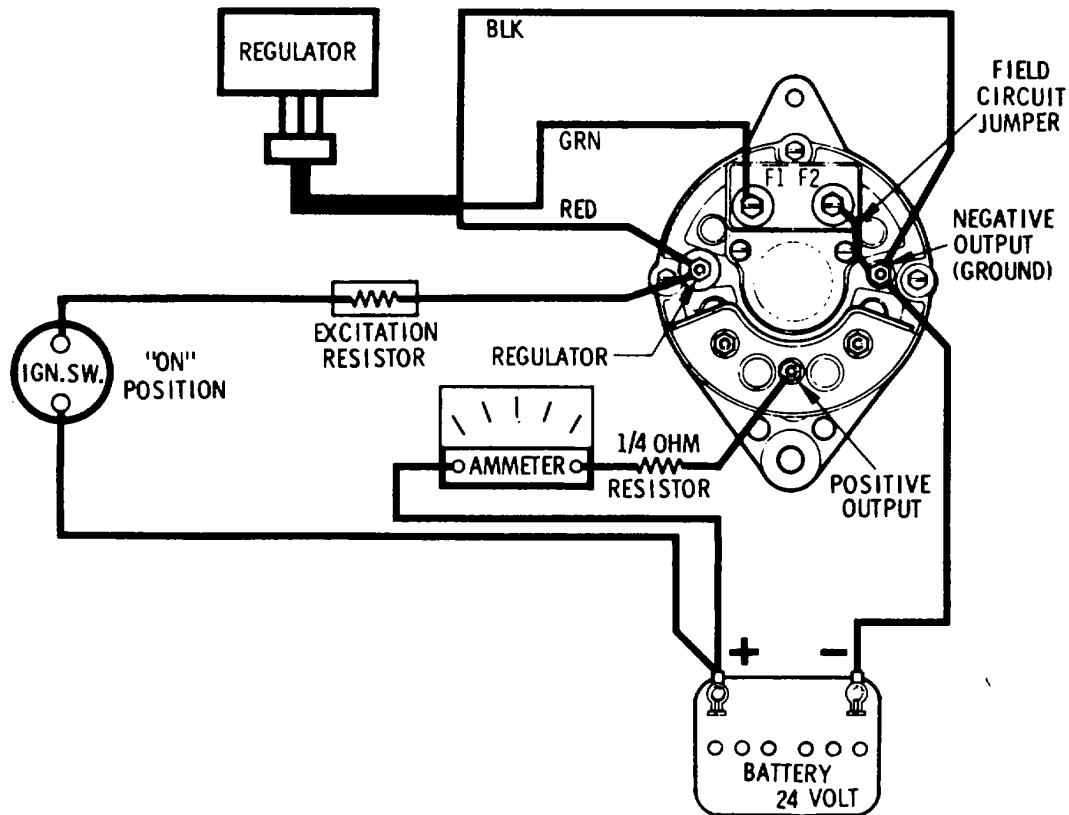 BLK
REGULATOR
FIELD
CIRCUIT
JUMPER
GRN
F1 F2
RED
NEGATIVE
OUTPUT
(GROUND)
EXCITATION
RESISTOR
REGULATOR
IGN. SW.
"ON"
POSITION
AMMETER
1/4 OHM
RESISTOR
POSITIVE
OUTPUT
+ -
BATTERY
24 VOLT